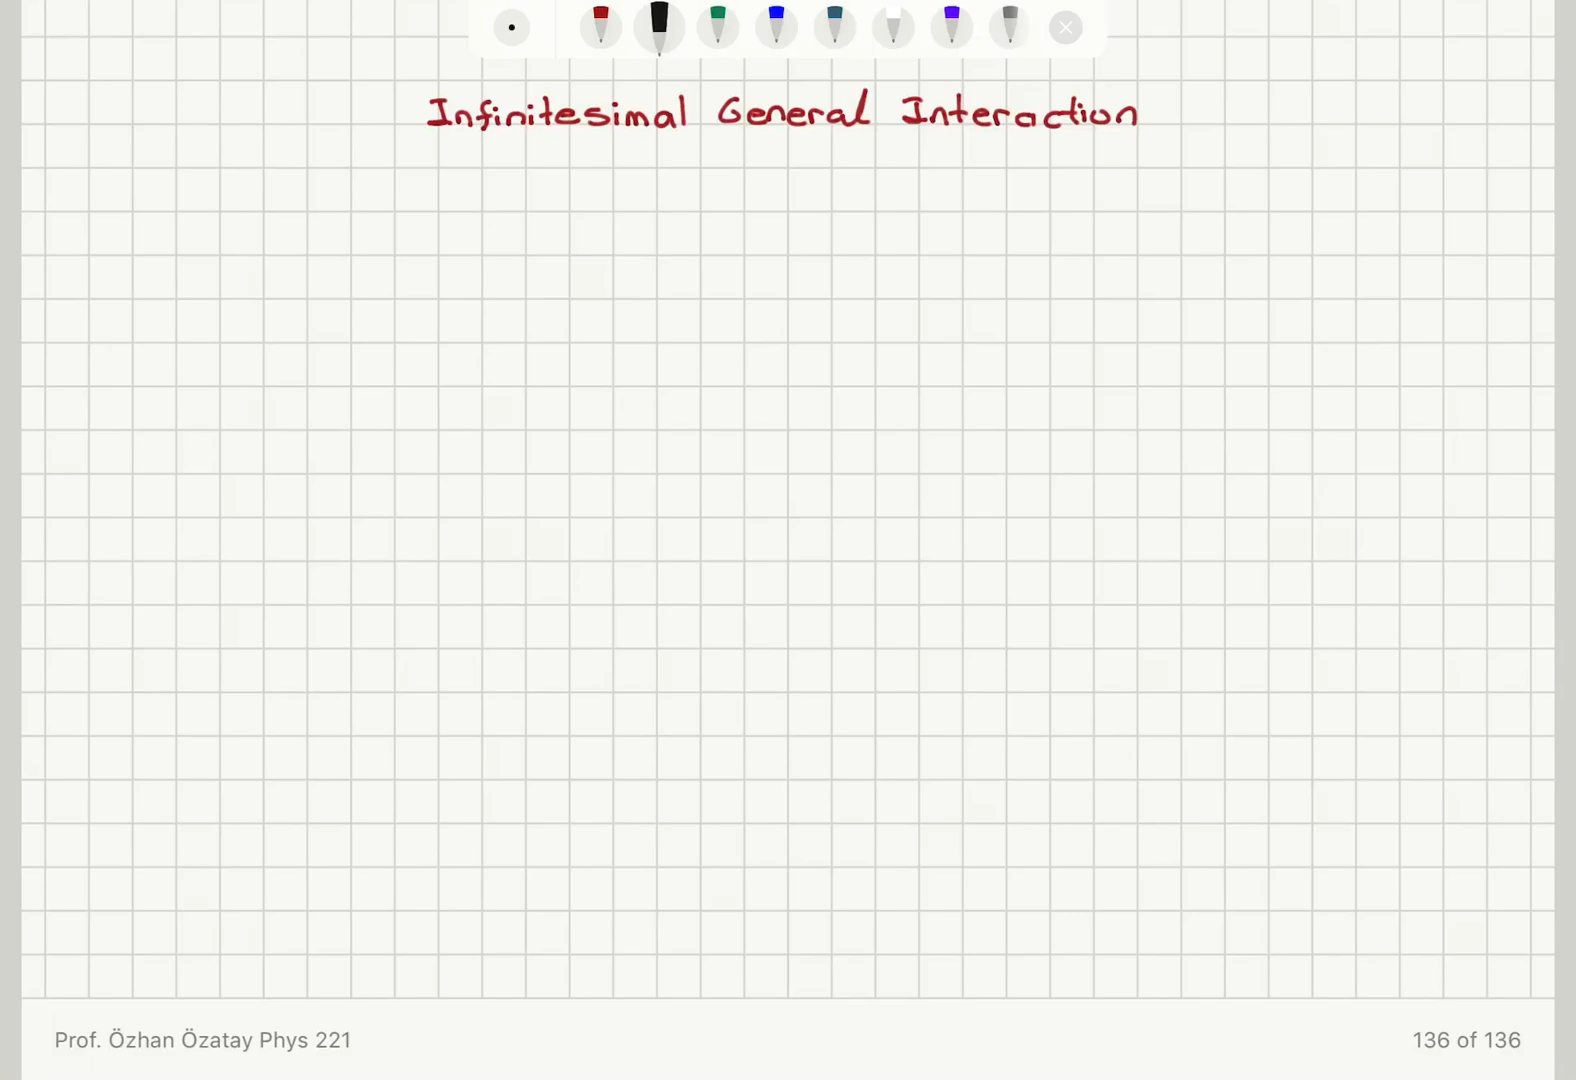 Infinitesimal General Interaction
Prof. Özhan Özatay Phys 221
136 of 136